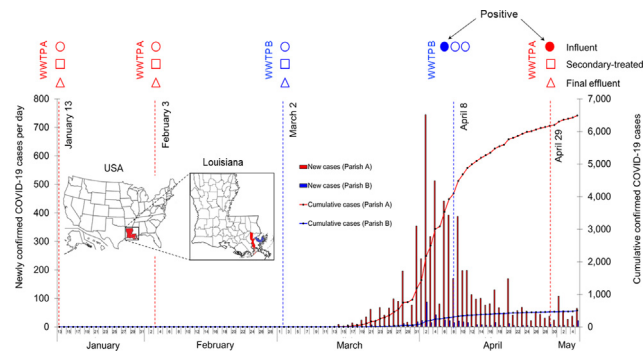 Positive
WWTPA
WWTPA
WWTPB
WWTPB
WWTPA
Influent
Secondary-treated
Final effluent
Newly confirmed COVID-19 cases per day
800
700
600
500
400
300
200
100
0
January 13
February 3
March 2
April 8
April 29
USA
Louisiana
New cases (Parish A)
New cases (Parish B)
Cumulative cases (Parish A)
Cumulative cases (Parish B)
7,000
6,000
5,000
4,000
3,000
2,000
1,000
0
Cumulative confirmed COVID-19 cases
January
February
March
April
May